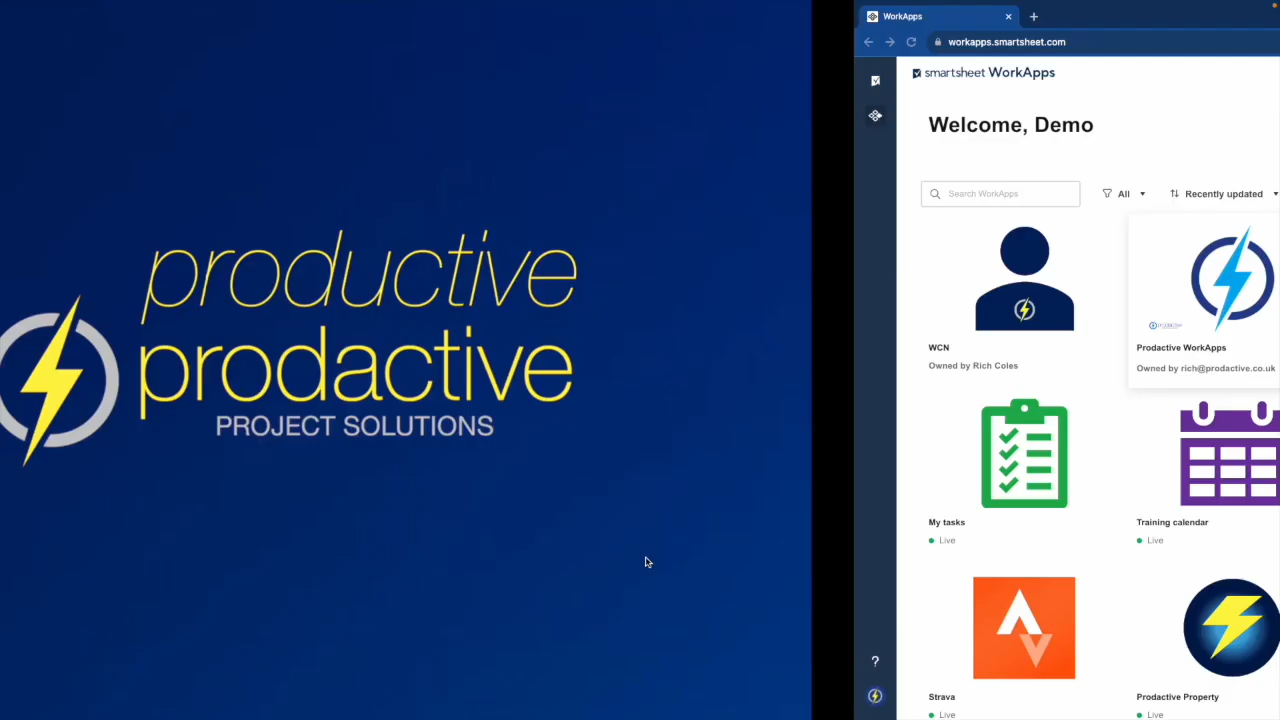 productive
prodactive
PROJECT SOLUTIONS
WorkApps
workapps.smartsheet.com
smartsheet WorkApps
Welcome, Demo
Search WorkApps
All
Recently updated
WCN
Owned by Rich Coles
Prodactive WorkApps
Owned by rich@prodactive.co.uk
My tasks
Live
Training calendar
Live
Strava
Live
Prodactive Property
Live